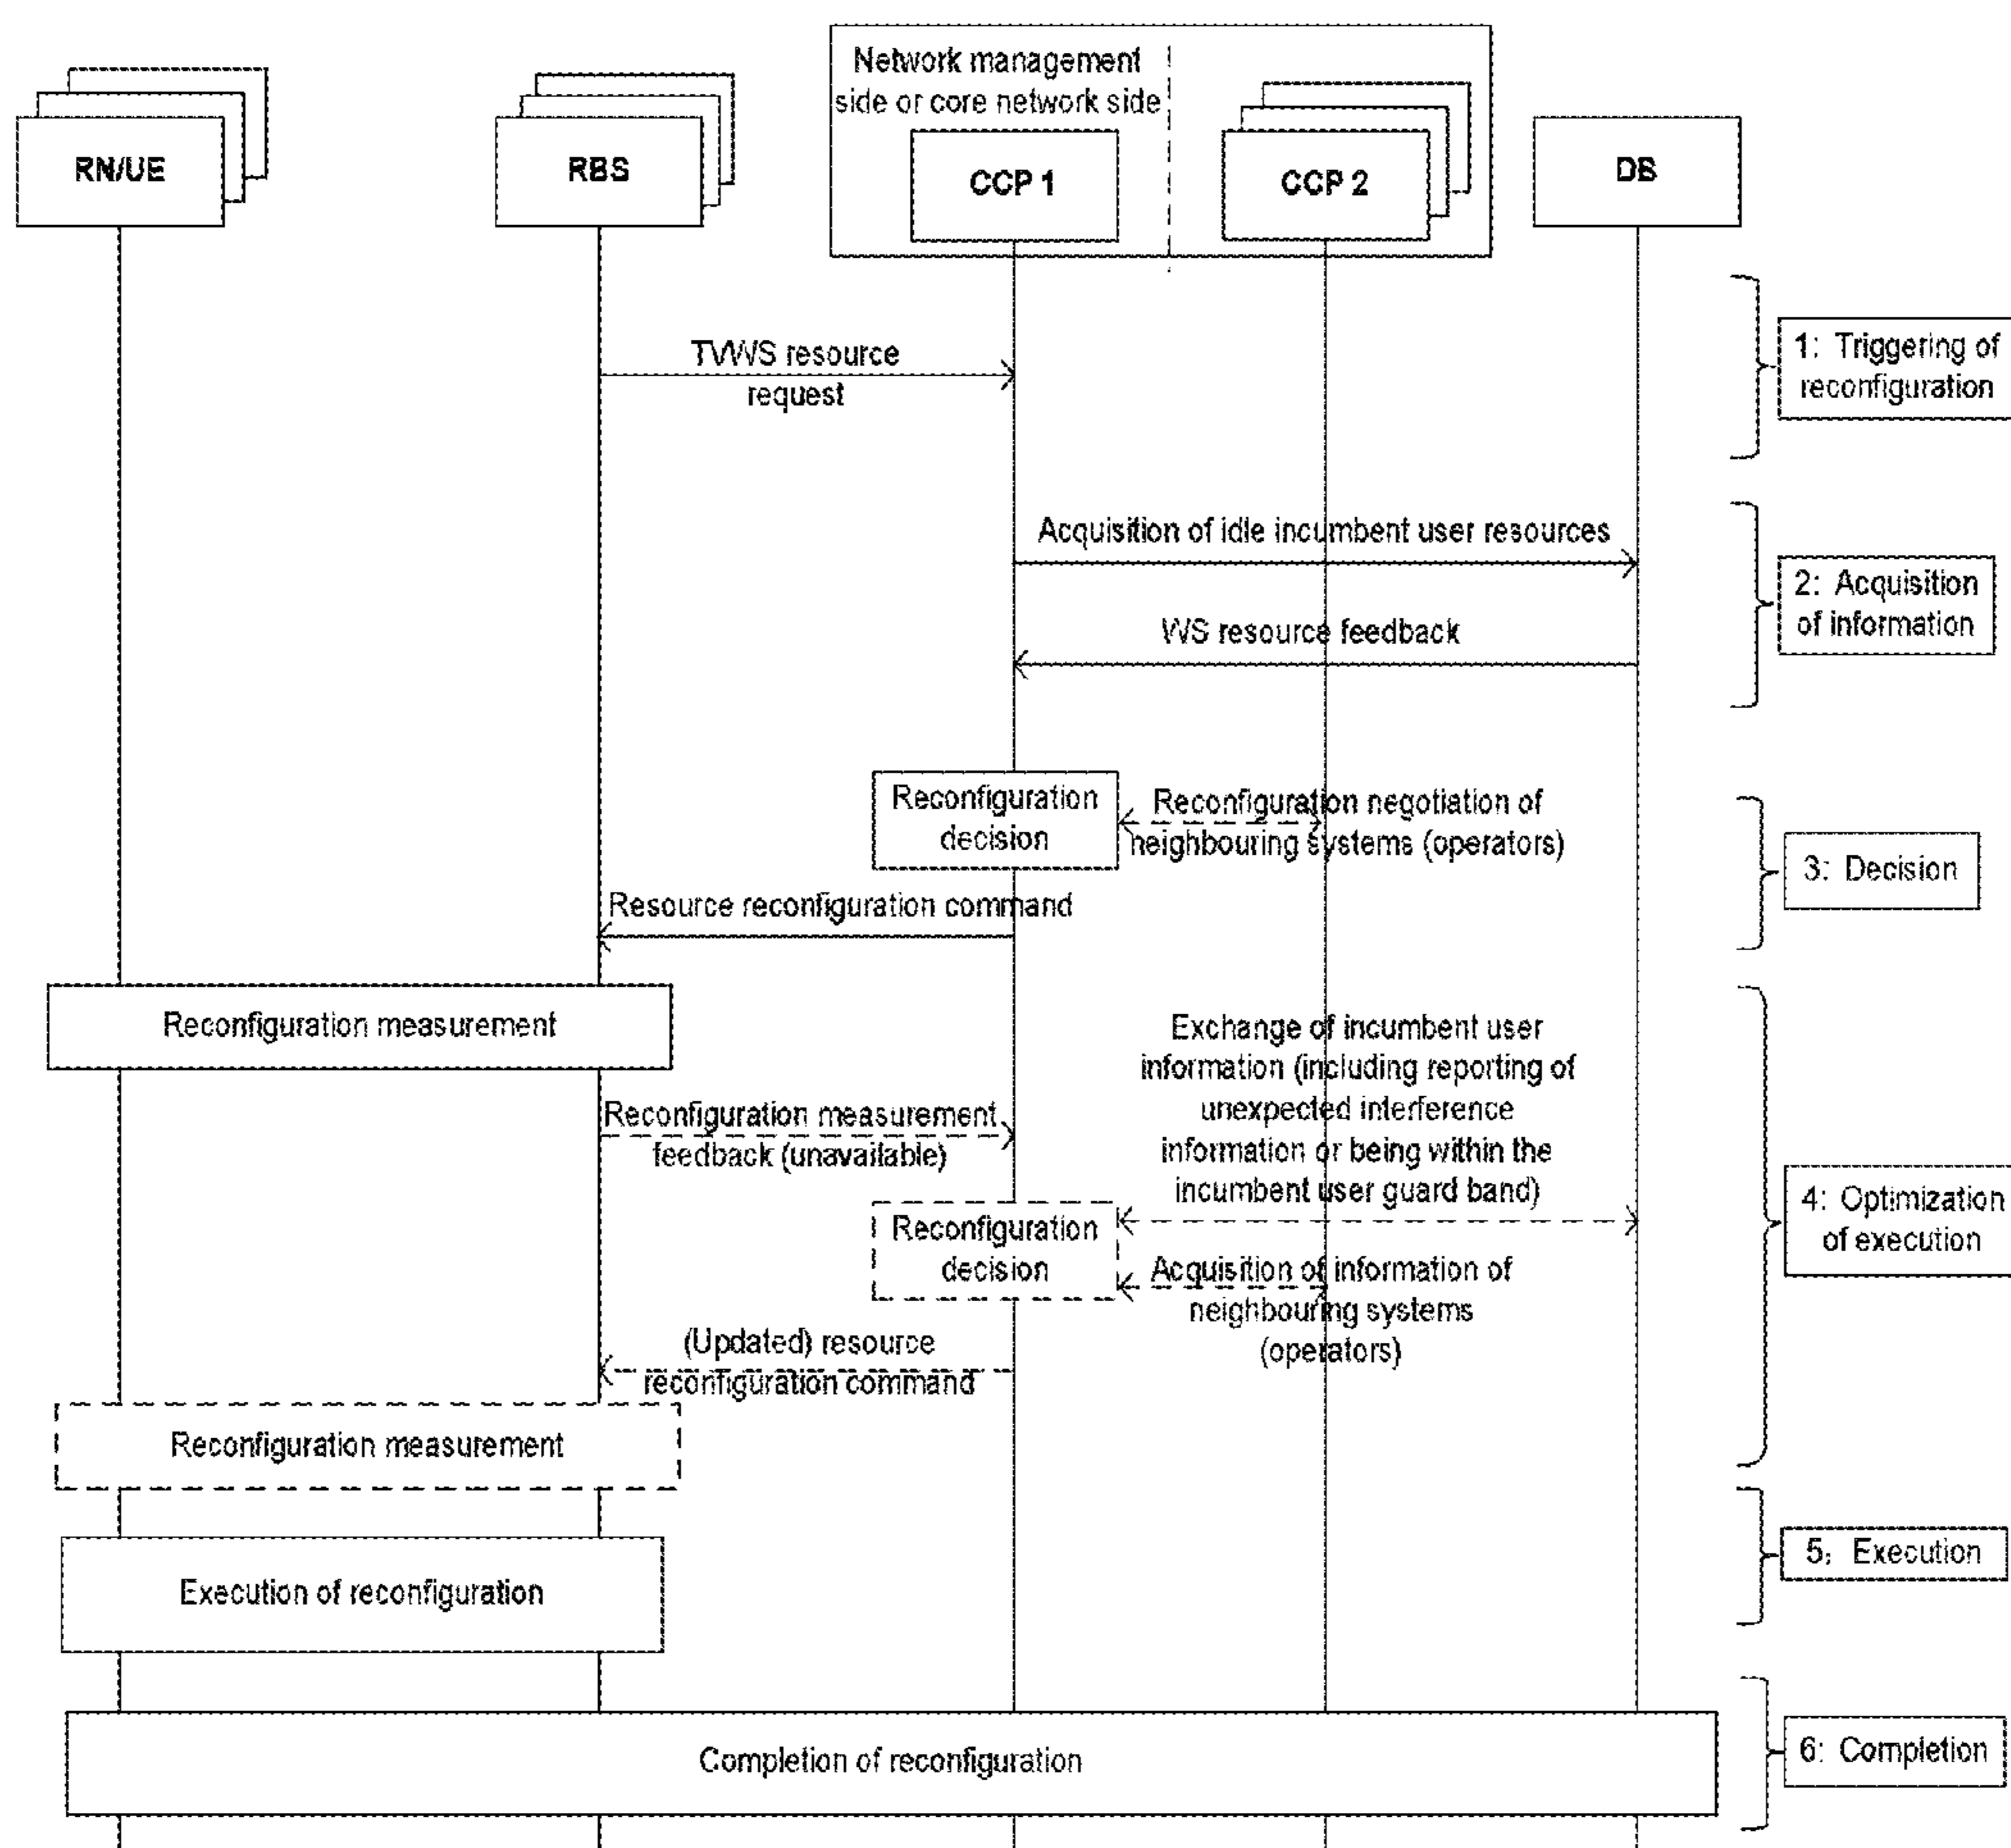 Network management
side or core network side
RN/UE
RBS
CCP 1
CCP 2
DB
TVWS resource
request
1: Triggering of
reconfiguration
Acquisition of idle incumbent user resources
WS resource feedback
2: Acquisition
of information
Reconfiguration
decision
Reconfiguration negotiation of
neighbouring systems (operators)
Resource reconfiguration command
3: Decision
Reconfiguration measurement
Exchange of incumbent user
information (including reporting of
unexpected interference
information or being within the
incumbent user guard band)
Reconfiguration measurement
feedback (unavailable)
Reconfiguration
decision
Acquisition of information of
neighbouring systems
(operators)
(Updated) resource
reconfiguration command
Reconfiguration measurement
4: Optimization
of execution
Execution of reconfiguration
5: Execution
Completion of reconfiguration
6: Completion